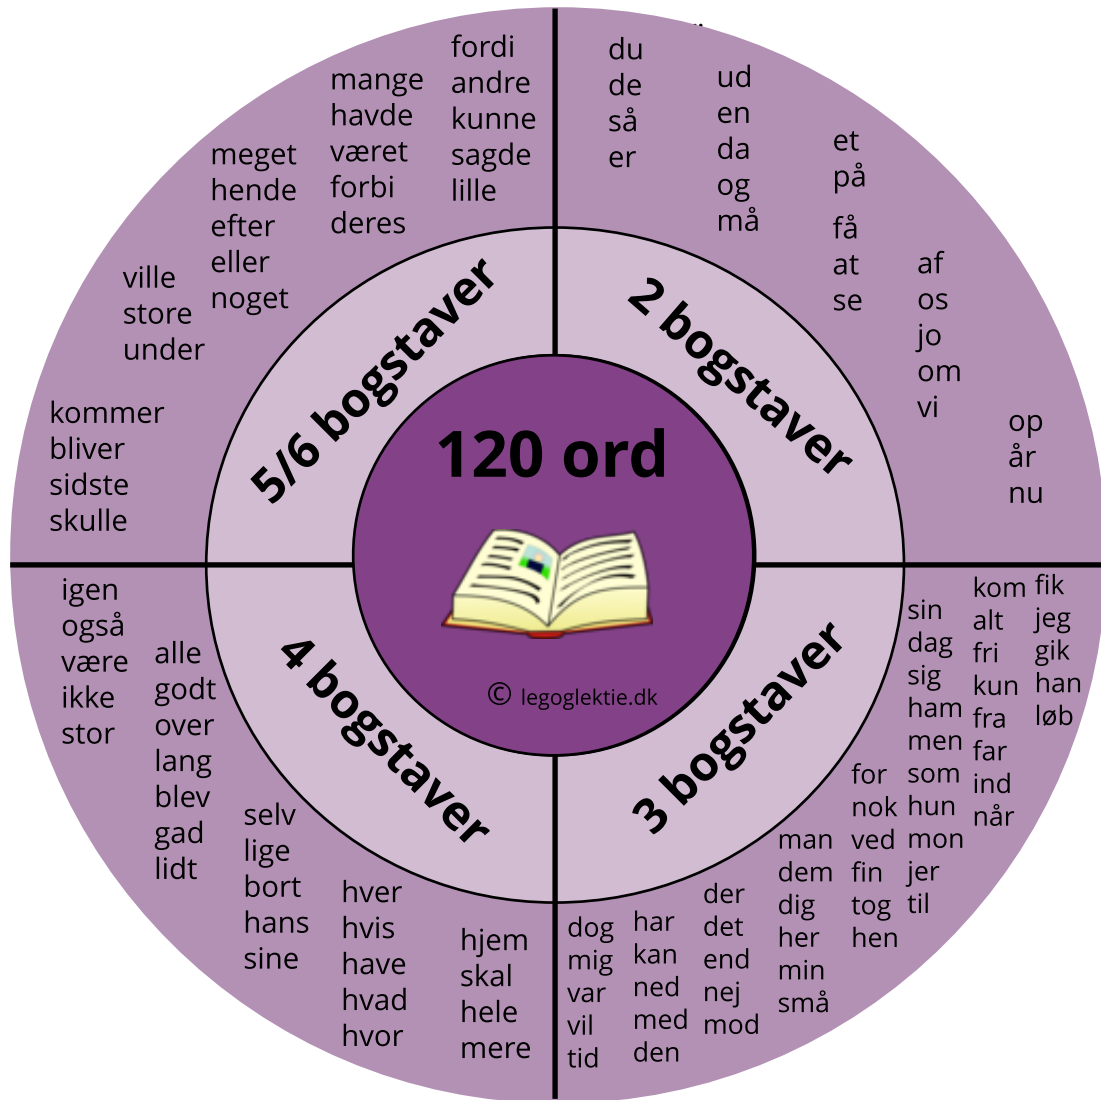 120 ord
© legoglektie.dk
2 bogstaver
du
de
så
er
ud
en
da
og
må
et
på
få
at
se
af
os
jo
om
vi
op
år
nu
3 bogstaver
fik
jeg
gik
han
løb
kom
alt
fri
kun
fra
far
ind
når
sin
dag
sig
ham
men
som
hun
mon
jer
til
for
nok
ved
fin
tog
hen
man
dem
dig
her
min
små
der
det
end
nej
mod
har
kan
ned
med
den
dog
mig
var
vil
tid
4 bogstaver
igen
også
være
ikke
stor
alle
godt
over
lang
blev
gad
lidt
selv
lige
bort
hans
sine
hver
hvis
have
hvad
hvor
hjem
skal
hele
mere
5/6 bogstaver
fordi
andre
kunne
sagde
lille
mange
havde
været
forbi
deres
meget
hende
efter
eller
noget
ville
store
under
kommer
bliver
sidste
skulle